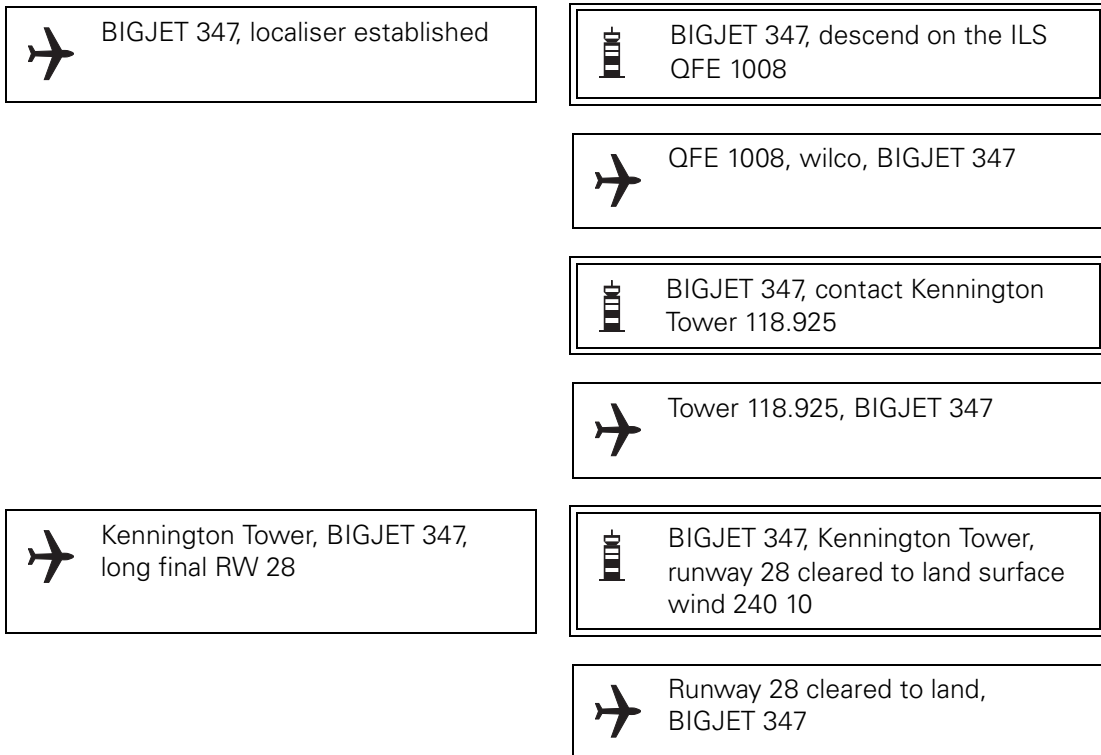 BIGJET 347, localiser established
BIGJET 347, descend on the ILS
QFE 1008
QFE 1008, wilco, BIGJET 347
BIGJET 347, contact Kennington
Tower 118.925
Tower 118.925, BIGJET 347
Kennington Tower, BIGJET 347,
long final RW 28
BIGJET 347, Kennington Tower,
runway 28 cleared to land surface
wind 240 10
Runway 28 cleared to land,
BIGJET 347